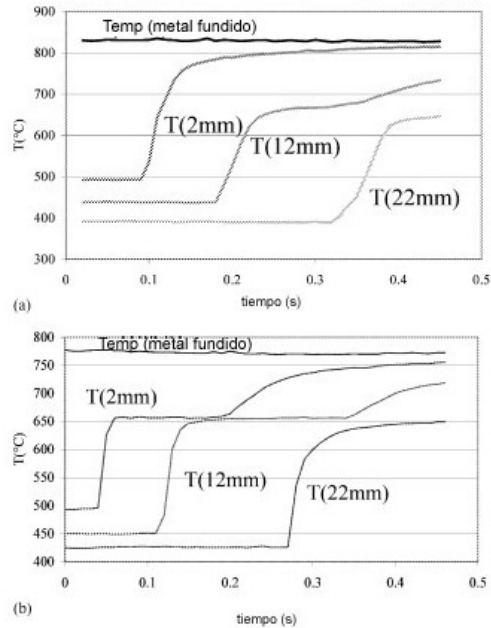 Temp (metal fundido)
900
800
700
600
500
400
300
T(°C)
T(2mm)
T(12mm)
T(22mm)
0
0.1
0.2
0.3
0.4
0.5
tiempo (s)
(a)
800
750
700
650
600
550
500
450
400
T(°C)
Temp (metal fundido)
T(2mm)
T(12mm)
T(22mm)
0
0.1
0.2
0.3
0.4
0.5
tiempo (s)
(b)